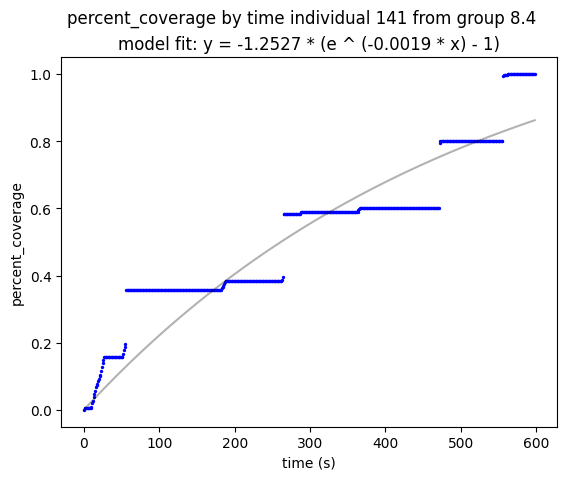 percent_coverage by time individual 141 from group 8.4
model fit: y = -1.2527 * (e ^ (-0.0019 * x) - 1)
1.0
0.8
0.6
0.4
0.2
0.0
percent_coverage
0 100 200 300 400 500 600
time (s)